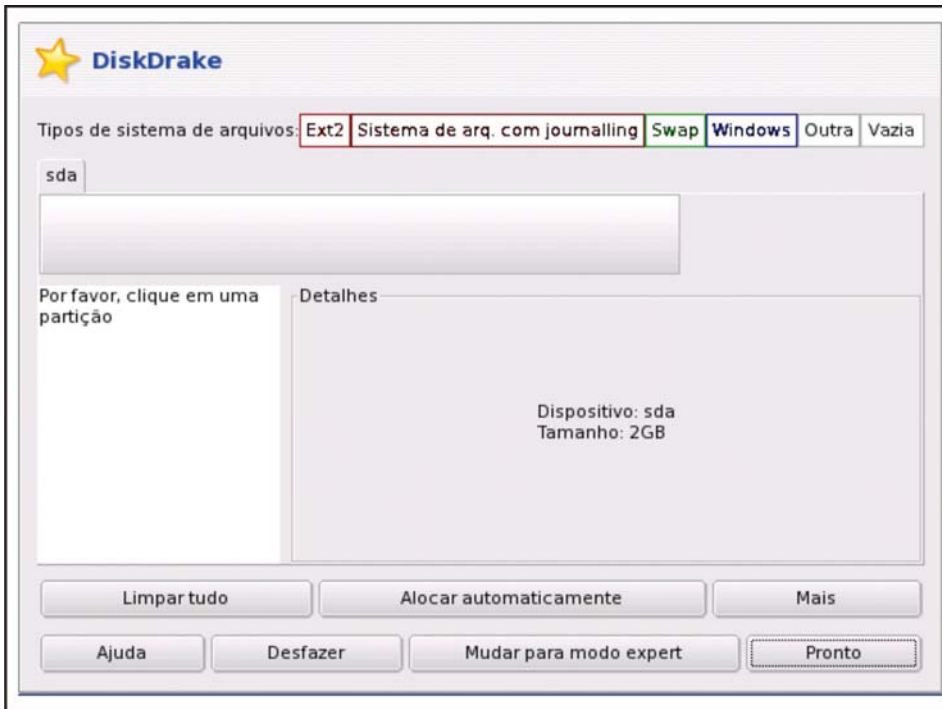 DiskDrake
Tipos de sistema de arquivos: Ext2 Sistema de arq. com journalling Swap Windows Outra Vazia
sda
Por favor, clique em uma
partição
Detalhes
Dispositivo: sda
Tamanho: 2GB
Limpar tudo Alocar automaticamente Mais
Ajuda Desfazer Mudar para modo expert Pronto